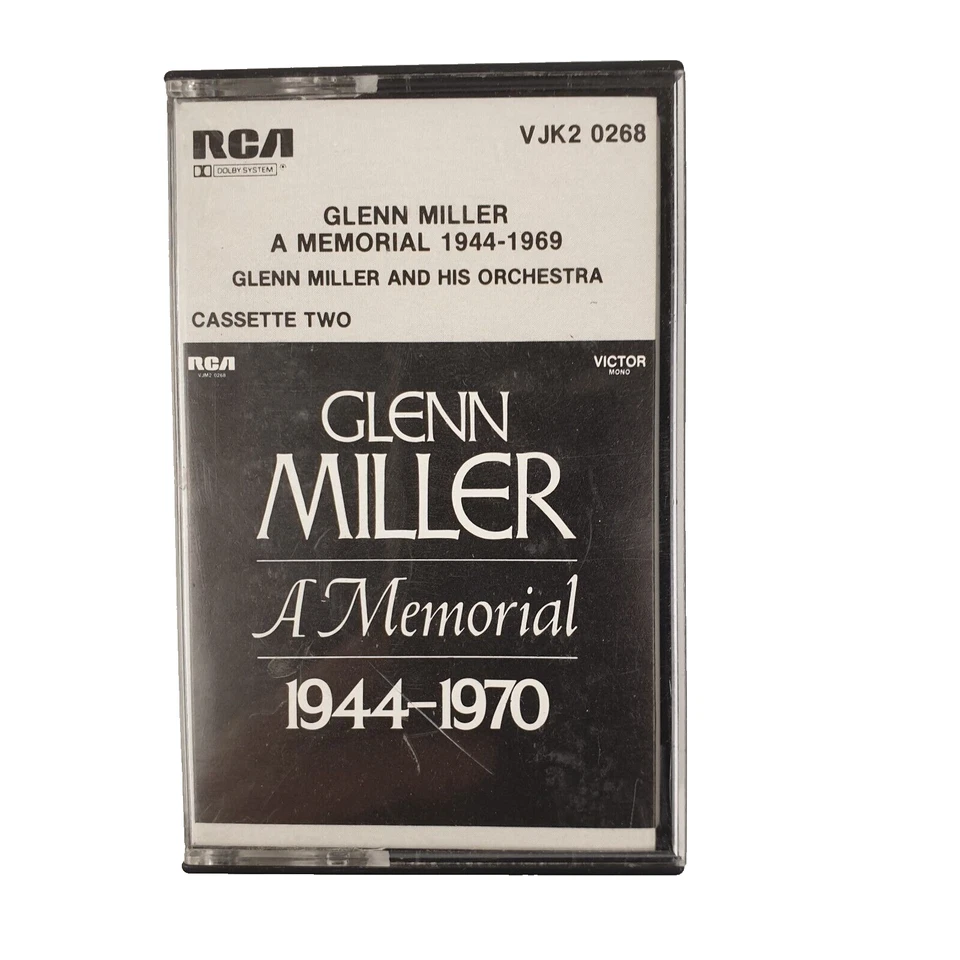 RCA
VJK2 0268
DOLBY SYSTEM
GLENN MILLER
A MEMORIAL 1944-1969
GLENN MILLER AND HIS ORCHESTRA
CASSETTE TWO
RCA
VJM2 0268
VICTOR
MONO
GLENN
MILLER
A Memorial
1944-1970